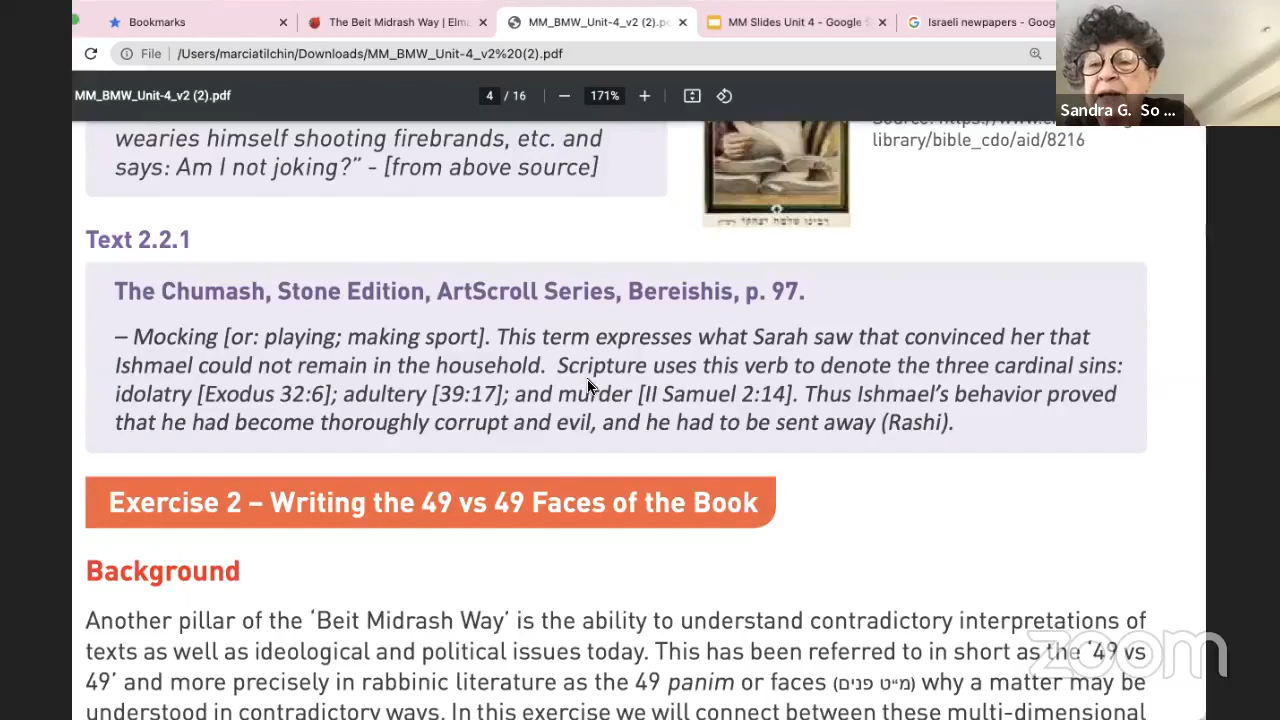 Bookmarks
The Beit Midrash Way | Elm
MM_BMW_Unit-4_v2 (2).p
MM Slides Unit 4 - Google S
Israeli newpapers - Goog
File | /Users/marciatilchin/Downloads/MM_BMW_Unit-4_v2%20(2).pdf
MM_BMW_Unit-4_v2 (2).pdf
4 / 16
171%
Sandra G. So ...
library/bible_cdo/aid/8216
wearies himself shooting firebrands, etc. and
says: Am I not joking?” - [from above source]
רבינו שלמה יצחקי
Text 2.2.1
The Chumash, Stone Edition, ArtScroll Series, Bereishis, p. 97.
– Mocking [or: playing; making sport]. This term expresses what Sarah saw that convinced her that
Ishmael could not remain in the household. Scripture uses this verb to denote the three cardinal sins:
idolatry [Exodus 32:6]; adultery [39:17]; and murder [II Samuel 2:14]. Thus Ishmael’s behavior proved
that he had become thoroughly corrupt and evil, and he had to be sent away (Rashi).
Exercise 2 – Writing the 49 vs 49 Faces of the Book
Background
Another pillar of the ‘Beit Midrash Way’ is the ability to understand contradictory interpretations of
texts as well as ideological and political issues today. This has been referred to in short as the ‘49 vs
49’ and more precisely in rabbinic literature as the 49 panim or faces (מ״ט פנים) why a matter may be
understood in contradictory ways. In this exercise we will connect between these multi-dimensional
zoom